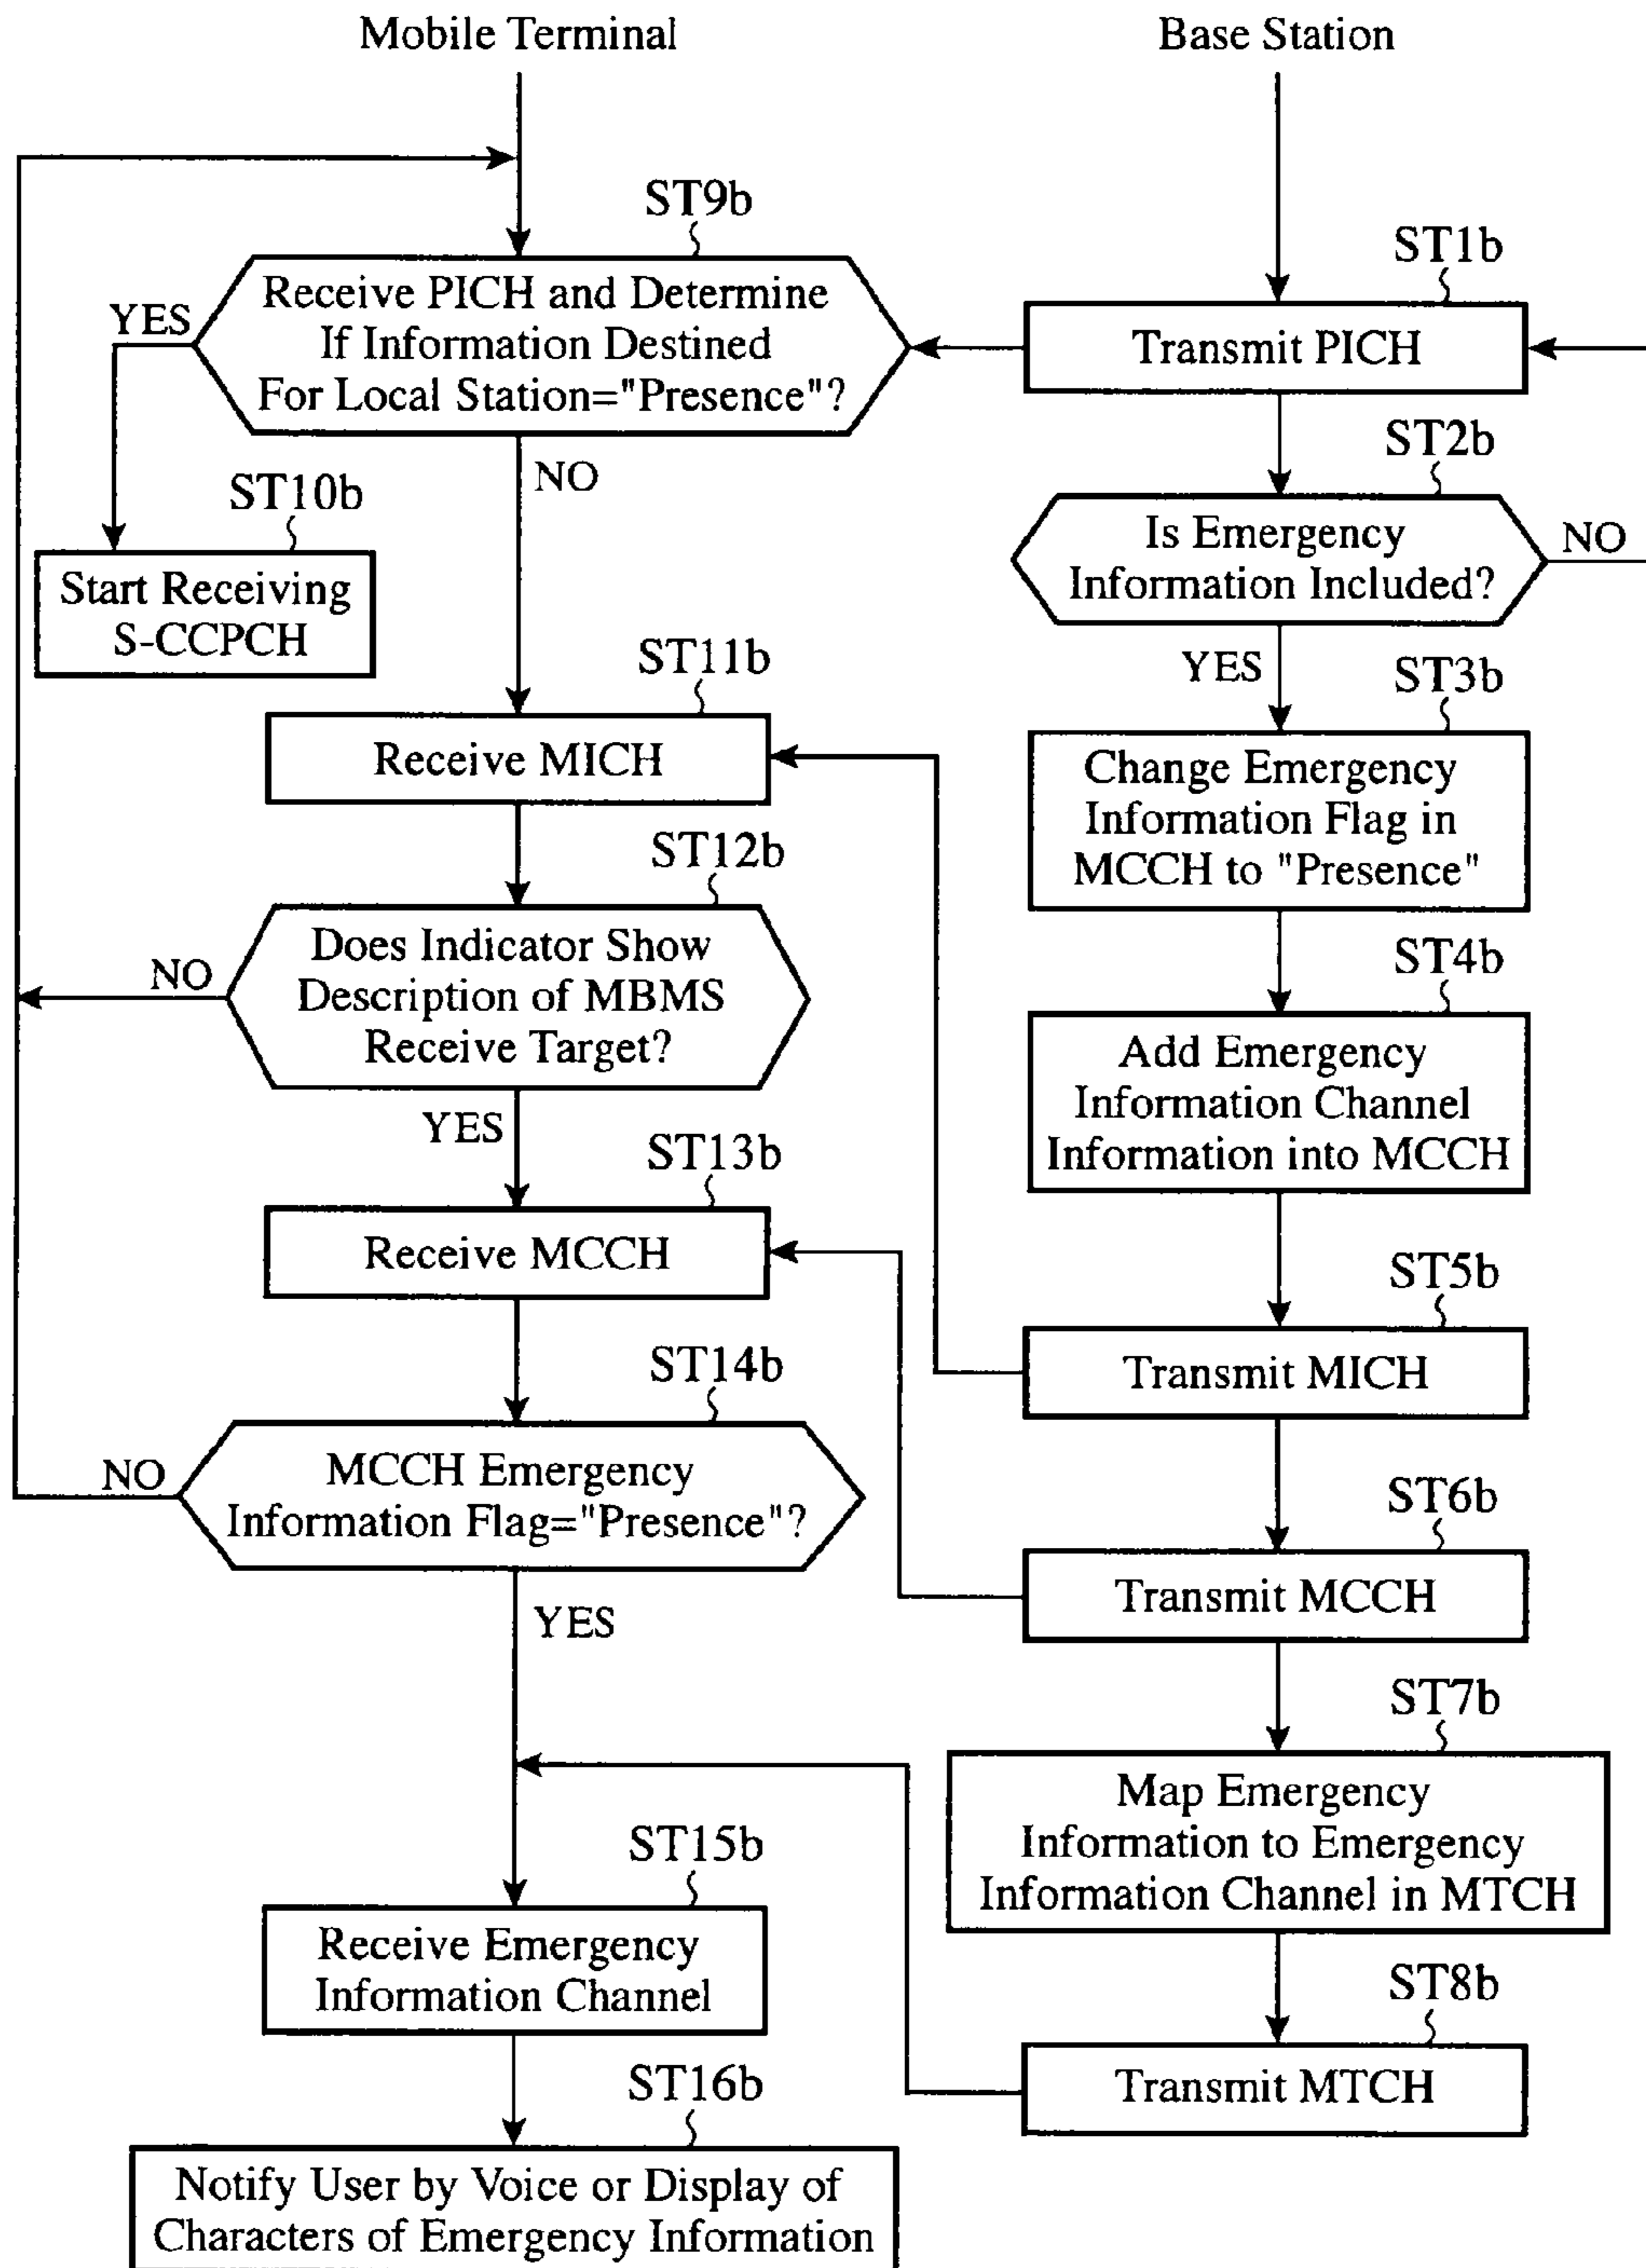 Mobile Terminal
Base Station
ST9b
Receive PICH and Determine
If Information Destined
For Local Station="Presence"?
YES
NO
ST1b
Transmit PICH
ST2b
Is Emergency
Information Included?
NO
YES
ST10b
Start Receiving
S-CCPCH
ST11b
Receive MICH
ST3b
Change Emergency
Information Flag in
MCCH to "Presence"
ST12b
Does Indicator Show
Description of MBMS
Receive Target?
NO
YES
ST4b
Add Emergency
Information Channel
Information into MCCH
ST13b
Receive MCCH
ST5b
Transmit MICH
ST14b
MCCH Emergency
Information Flag="Presence"?
NO
YES
ST6b
Transmit MCCH
ST7b
Map Emergency
Information to Emergency
Information Channel in MTCH
ST15b
Receive Emergency
Information Channel
ST8b
Transmit MTCH
ST16b
Notify User by Voice or Display of
Characters of Emergency Information